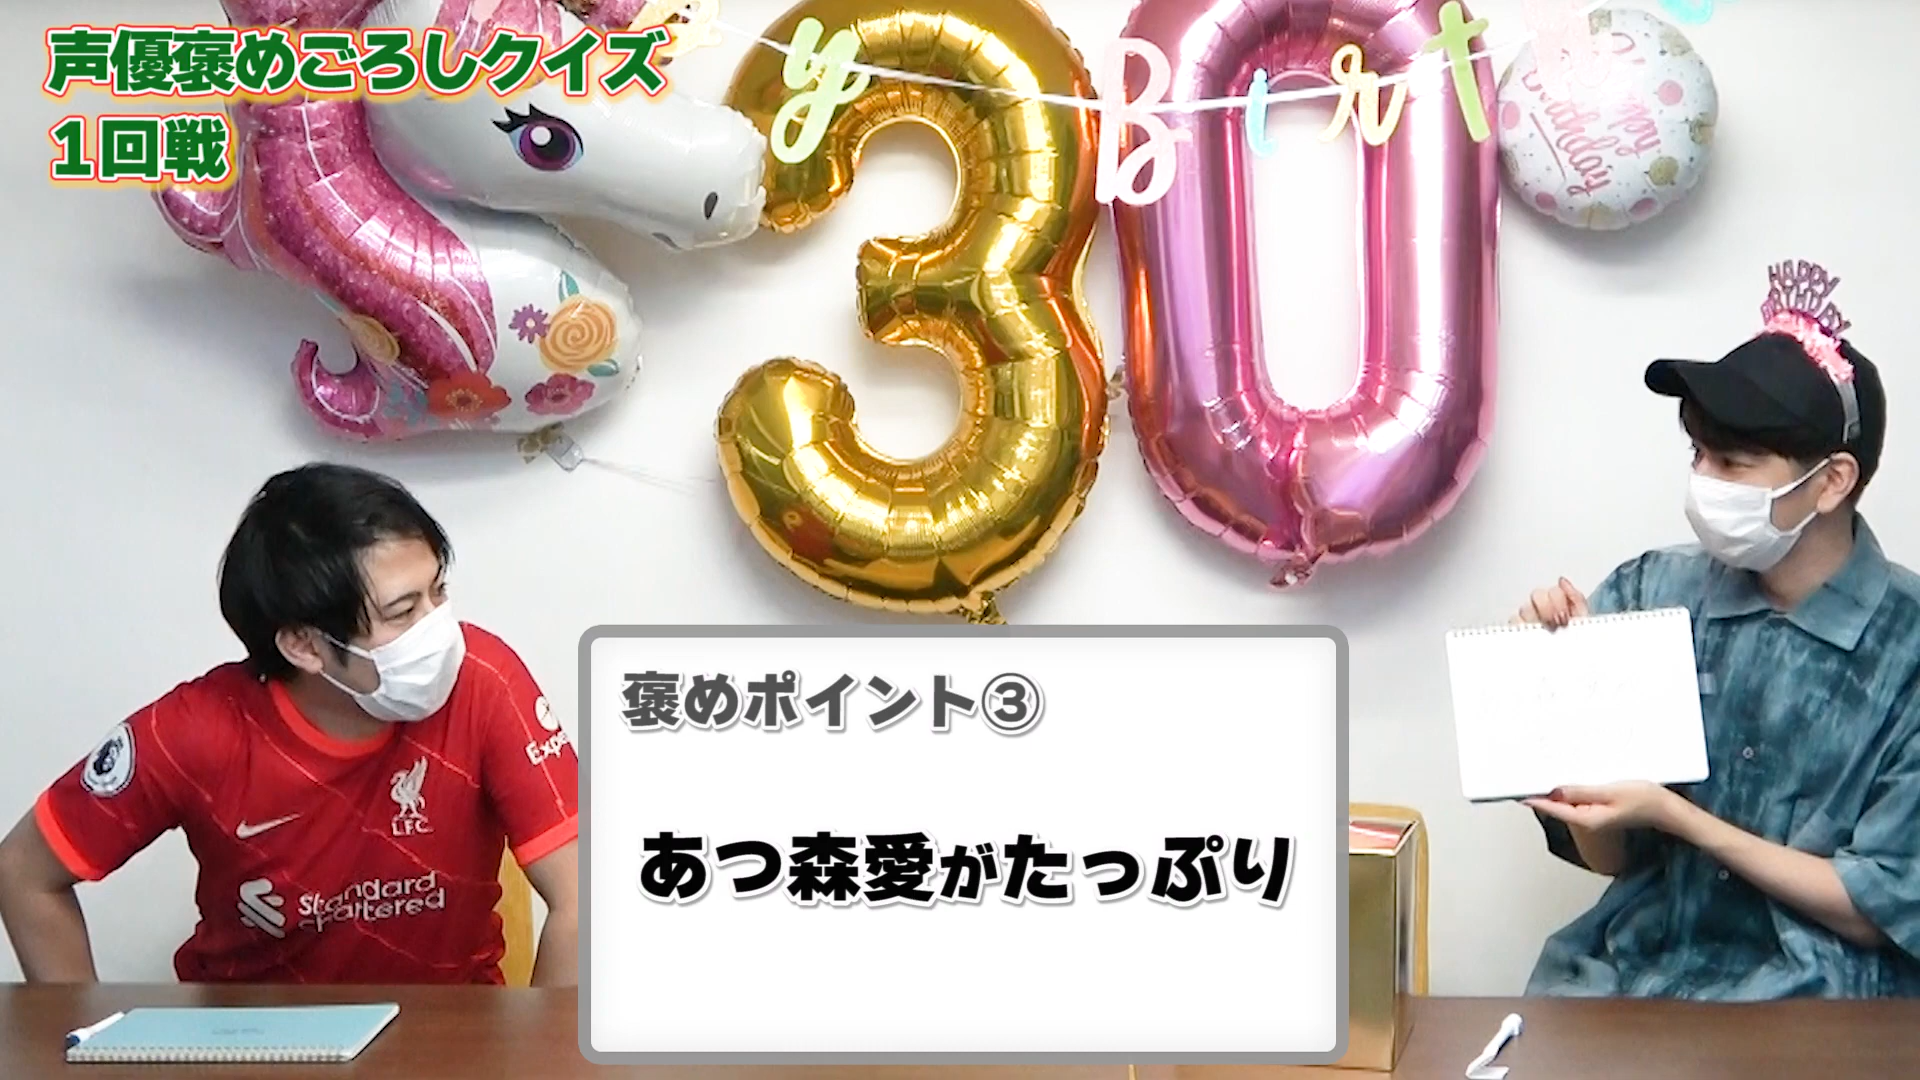 声優褒めごろしクイズ
1回戦
y Birt
Happy
Birthday
HAPPY
BIRTHDAY
褒めポイント③
あつ森愛がたっぷり
Expe
L.F.C.
Standard
Chartered